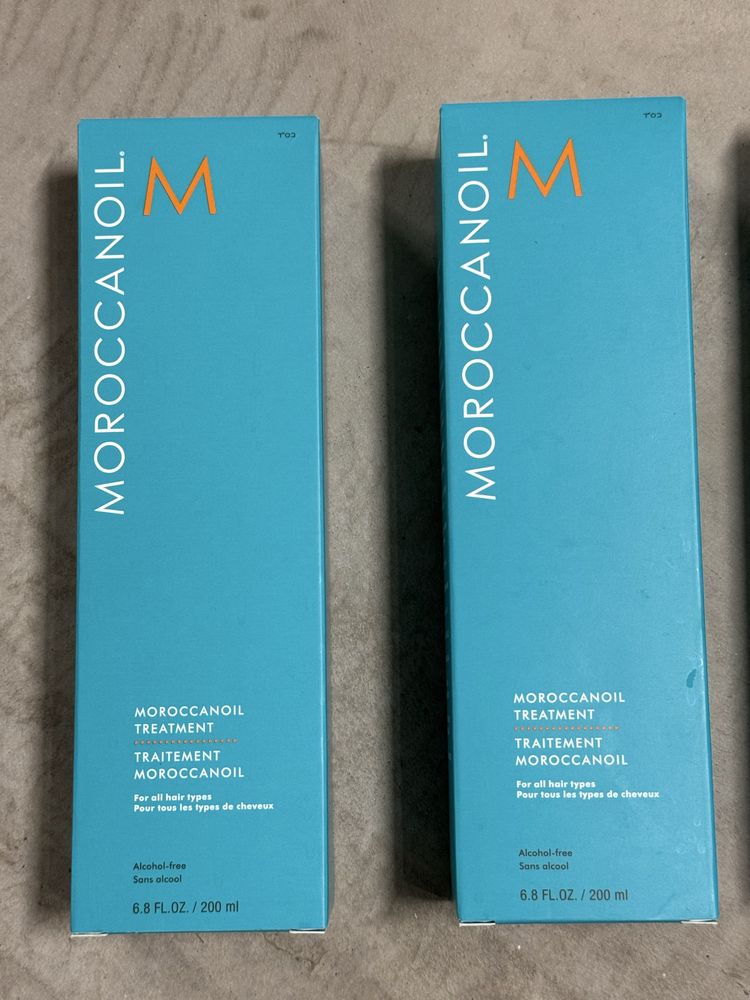 MOROCCANOIL.
M
MOROCCANOIL
TREATMENT
TRAITEMENT
MOROCCANOIL
For all hair types
Pour tous les types de cheveux
Alcohol-free
Sans alcool
6.8 FL.OZ. / 200 ml
MOROCCANOIL.
M
MOROCCANOIL
TREATMENT
TRAITEMENT
MOROCCANOIL
For all hair types
Pour tous les types de cheveux
Alcohol-free
Sans alcool
6.8 FL.OZ. / 200 ml